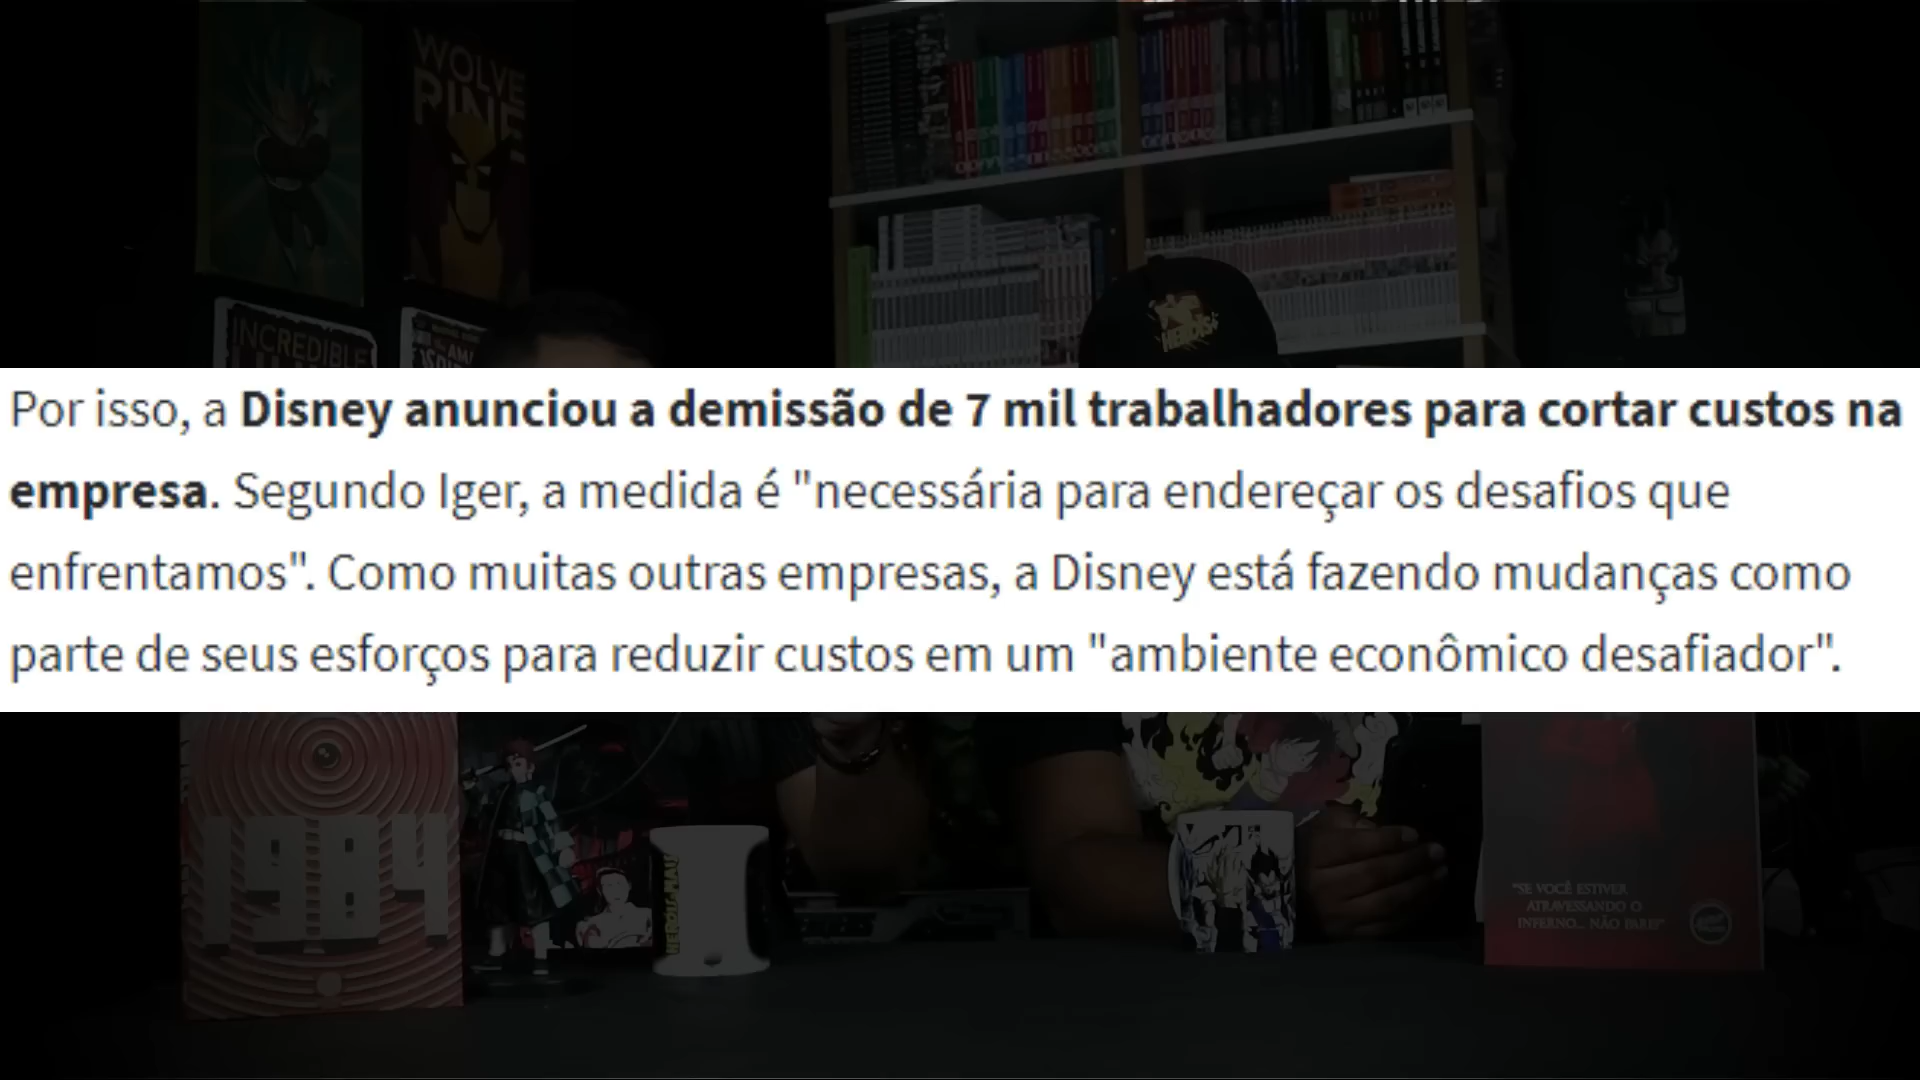 WOLVE
RINE
INCREDIBLE
Por isso, a Disney anunciou a demissão de 7 mil trabalhadores para cortar custos na
empresa. Segundo Iger, a medida é "necessária para endereçar os desafios que
enfrentamos". Como muitas outras empresas, a Disney está fazendo mudanças como
parte de seus esforços para reduzir custos em um "ambiente econômico desafiador".
1984
"SE VOCÊ ESTIVER
ATRAVESSANDO O
INFERNO... NÃO PARE!"